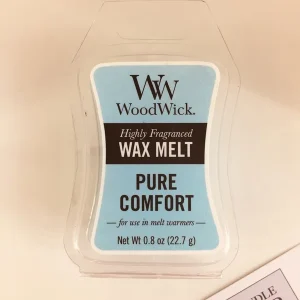 WW
WoodWick.
Highly Fragranced
WAX MELT
PURE
COMFORT
— for use in melt warmers —
Net Wt 0.8 oz (22.7 g)